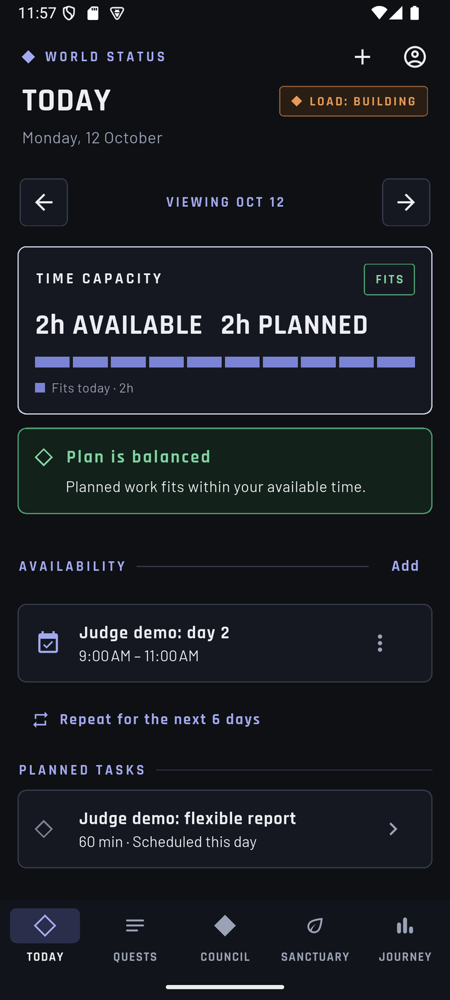 11:57
WORLD STATUS
TODAY
LOAD: BUILDING
Monday, 12 October
VIEWING OCT 12
TIME CAPACITY
FITS
2h AVAILABLE 2h PLANNED
Fits today · 2h
Plan is balanced
Planned work fits within your available time.
AVAILABILITY
Add
Judge demo: day 2
9:00 AM – 11:00 AM
Repeat for the next 6 days
PLANNED TASKS
Judge demo: flexible report
60 min · Scheduled this day
TODAY QUESTS COUNCIL SANCTUARY JOURNEY